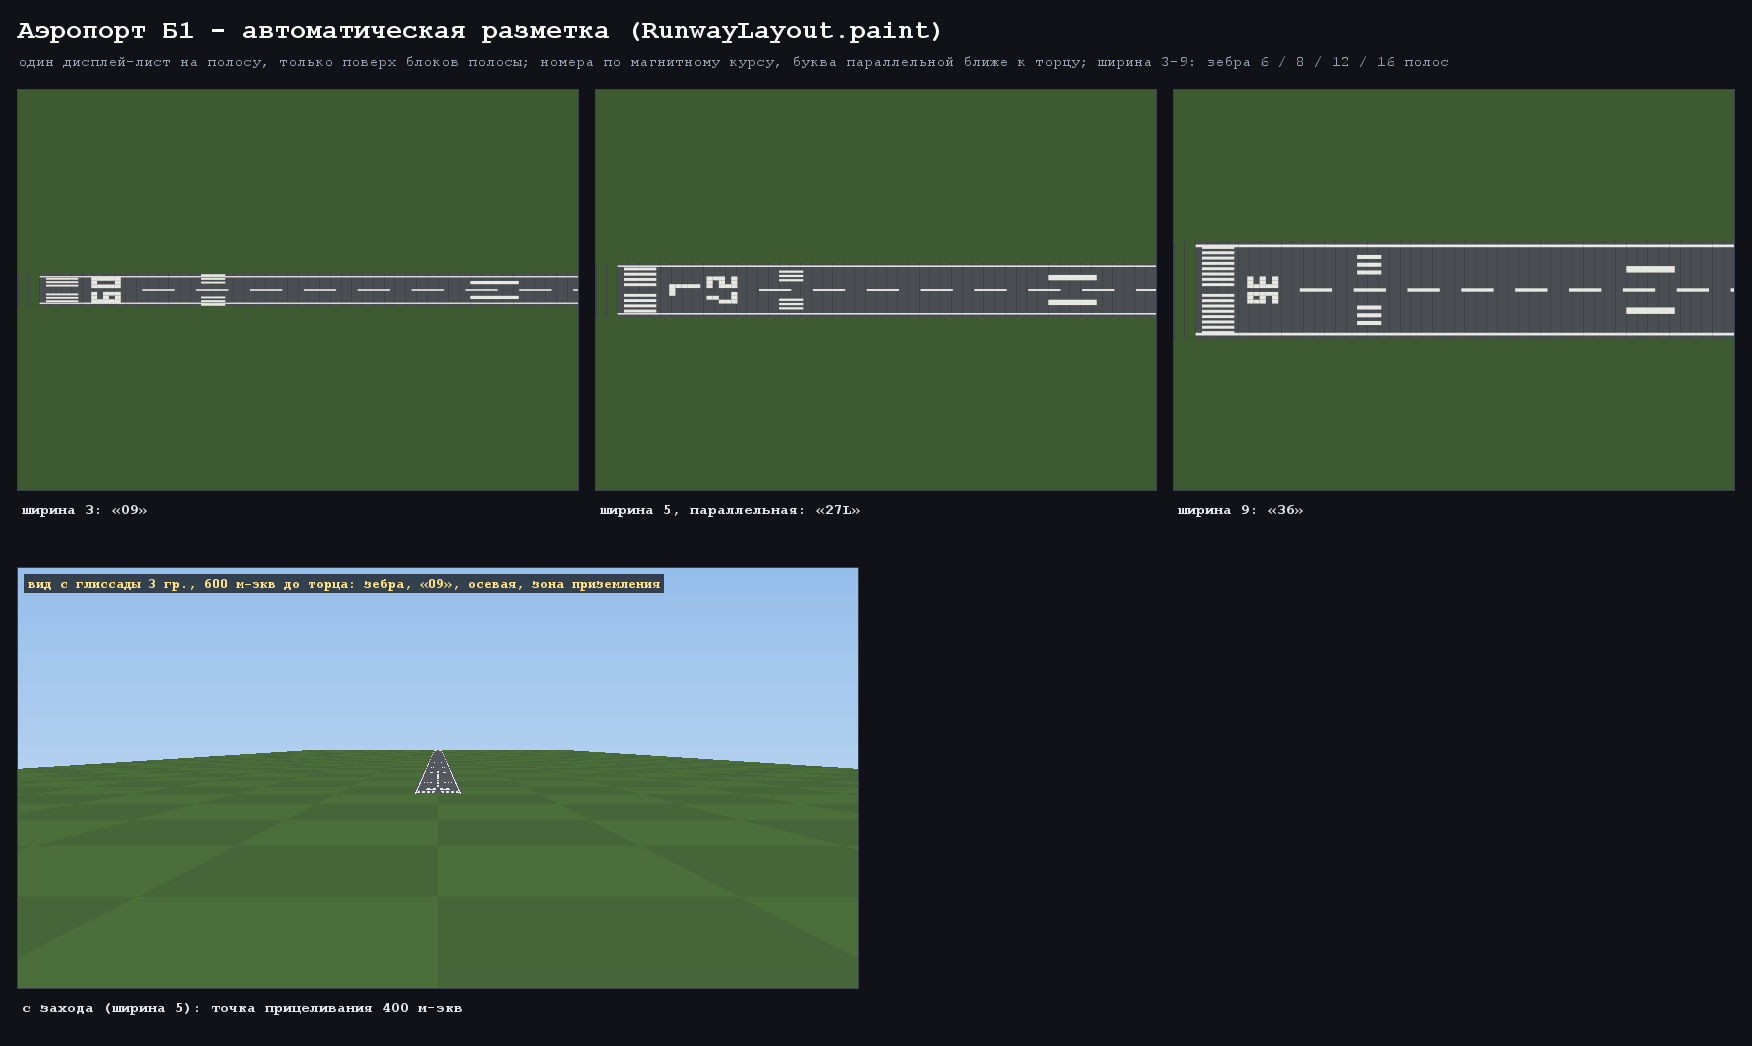 Аэропорт Б1 - автоматическая разметка (RunwayLayout.paint)
один дисплей-лист на полосу, только поверх блоков полосы; номера по магнитному курсу, буква параллельной ближе к торцу; ширина 3-9: зебра 6 / 8 / 12 / 16 полос
09
L
27
36
ширина 3: «09»
ширина 5, параллельная: «27L»
ширина 9: «36»
вид с глиссады 3 гр., 600 м-экв до торца: зебра, «09», осевая, зона приземления
с захода (ширина 5): точка прицеливания 400 м-экв